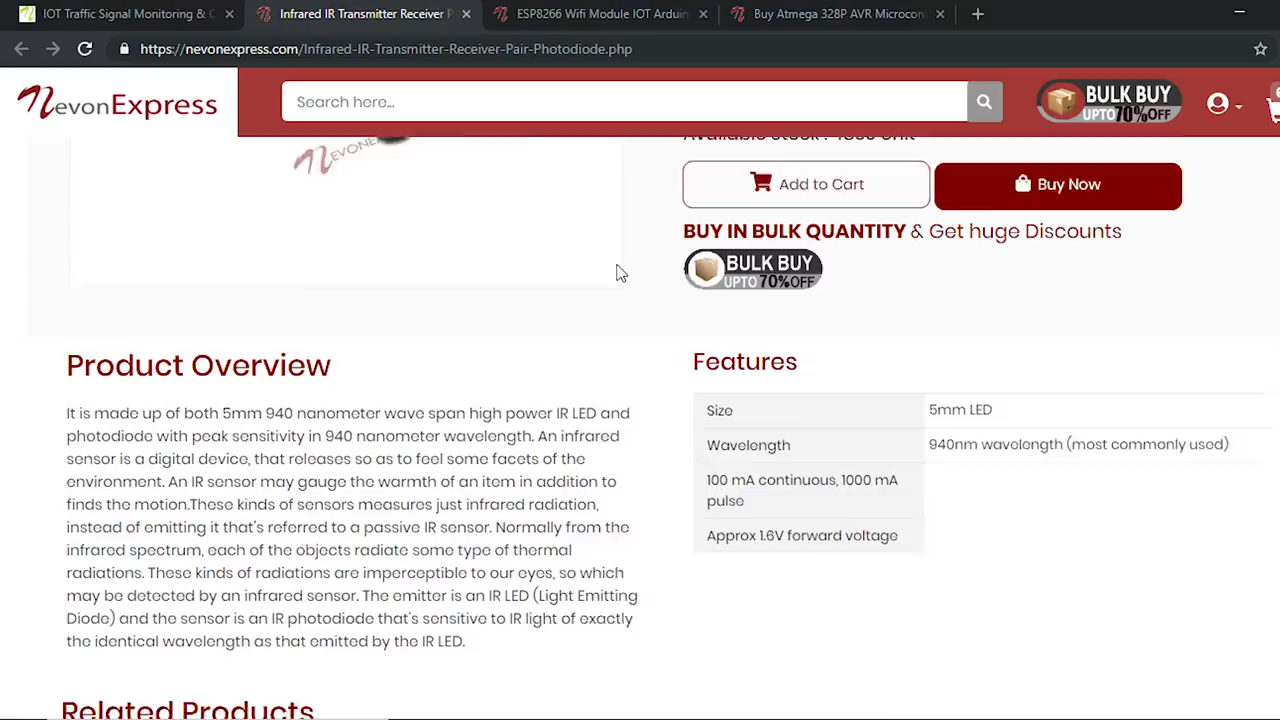 IOT Traffic Signal Monitoring & C
Infrared IR Transmitter Receiver P
ESP8266 Wifi Module IOT Arduin
Buy Atmega 328P AVR Microcon
https://nevonexpress.com/Infrared-IR-Transmitter-Receiver-Pair-Photodiode.php
NevonExpress
Search here...
BULK BUY
UPTO 70% OFF
NEVONEX
Available stock : 1000 Unit
Add to Cart
Buy Now
BUY IN BULK QUANTITY & Get huge Discounts
BULK BUY
UPTO 70% OFF
Product Overview
It is made up of both 5mm 940 nanometer wave span high power IR LED and
photodiode with peak sensitivity in 940 nanometer wavelength. An infrared
sensor is a digital device, that releases so as to feel some facets of the
environment. An IR sensor may gauge the warmth of an item in addition to
finds the motion.These kinds of sensors measures just infrared radiation,
instead of emitting it that's referred to a passive IR sensor. Normally from the
infrared spectrum, each of the objects radiate some type of thermal
radiations. These kinds of radiations are imperceptible to our eyes, so which
may be detected by an infrared sensor. The emitter is an IR LED (Light Emitting
Diode) and the sensor is an IR photodiode that's sensitive to IR light of exactly
the identical wavelength as that emitted by the IR LED.
Features
Size 5mm LED
Wavelength 940nm wavelength (most commonly used)
100 mA continuous, 1000 mA
pulse
Approx 1.6V forward voltage
Related Products